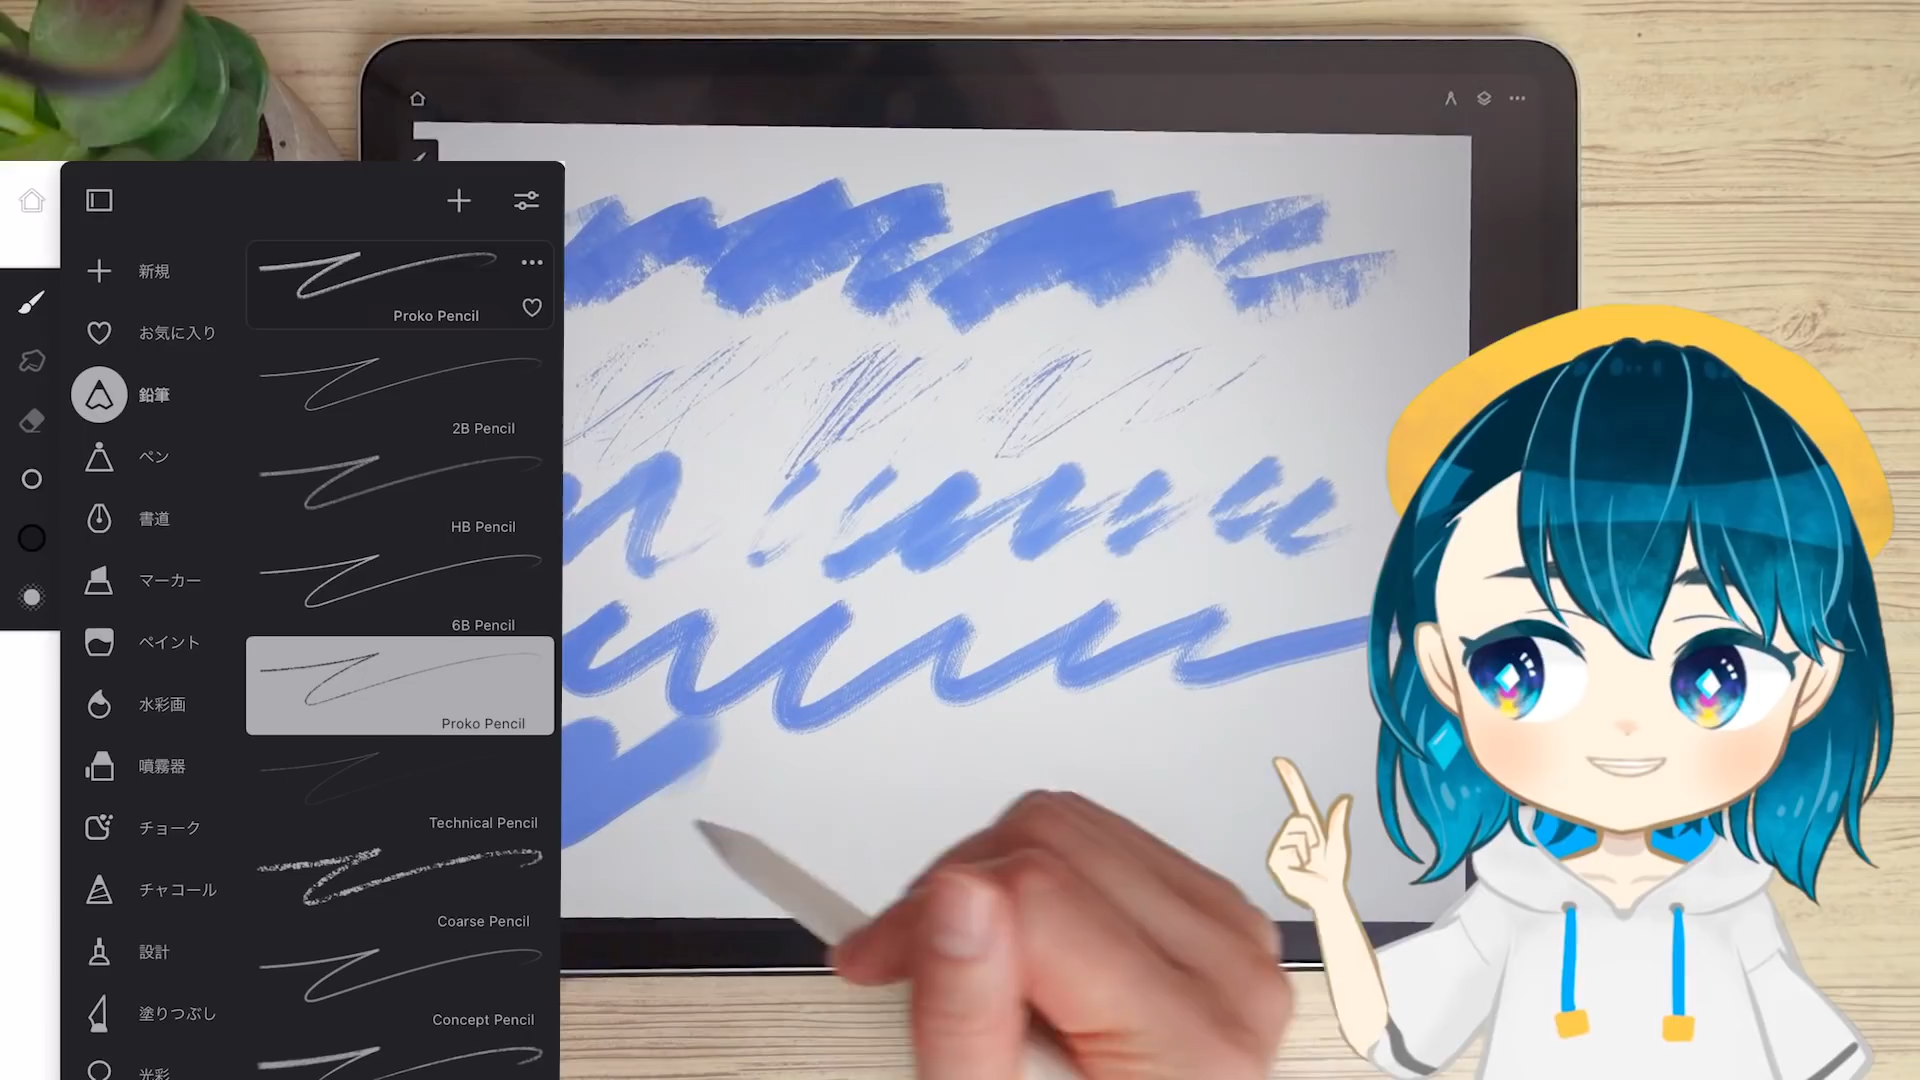 新規
お気に入り
鉛筆
ペン
書道
マーカー
ペイント
水彩画
噴霧器
チョーク
チャコール
設計
塗りつぶし
光彩
Proko Pencil
2B Pencil
HB Pencil
6B Pencil
Proko Pencil
Technical Pencil
Coarse Pencil
Concept Pencil